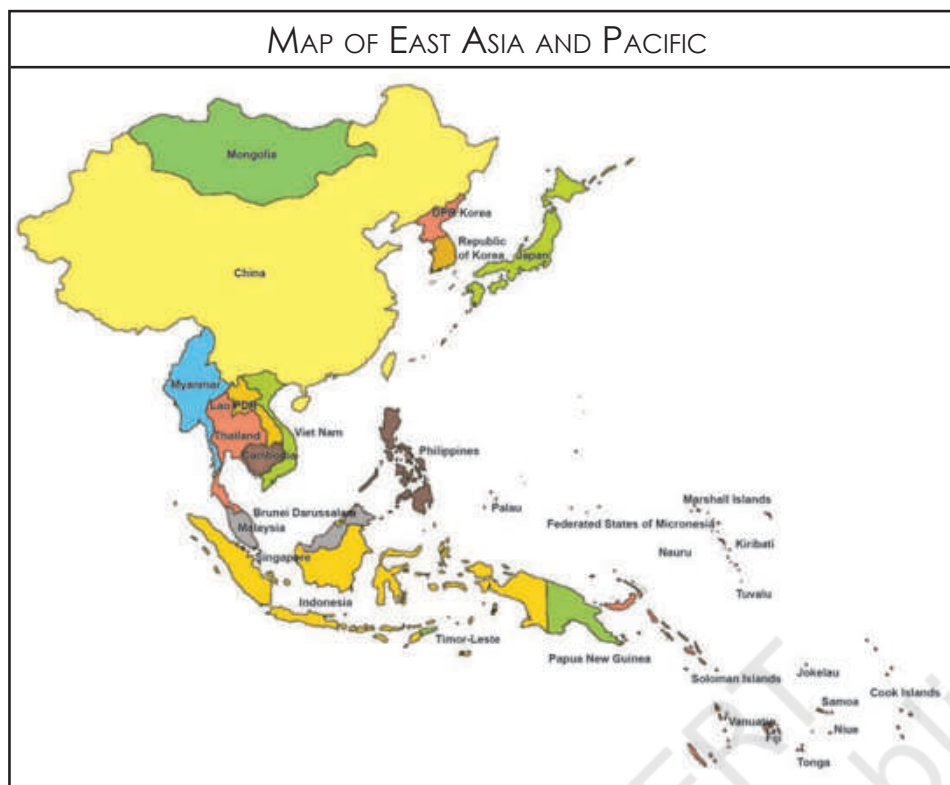 MAP OF EAST ASIA AND PACIFIC
Mongolia
DPR Korea
Republic
of Korea
Japan
China
Myanmar
Lao PDR
Thailand
Viet Nam
Cambodia
Philippines
Brunei Darussalam
Malaysia
Singapore
Indonesia
Palau
Federated States of Micronesia
Marshall Islands
Nauru
Kiribati
Tuvalu
Timor-Leste
Papua New Guinea
Soloman Islands
Jokelau
Samoa
Cook Islands
Vanuatu
Fiji
Niue
Tonga